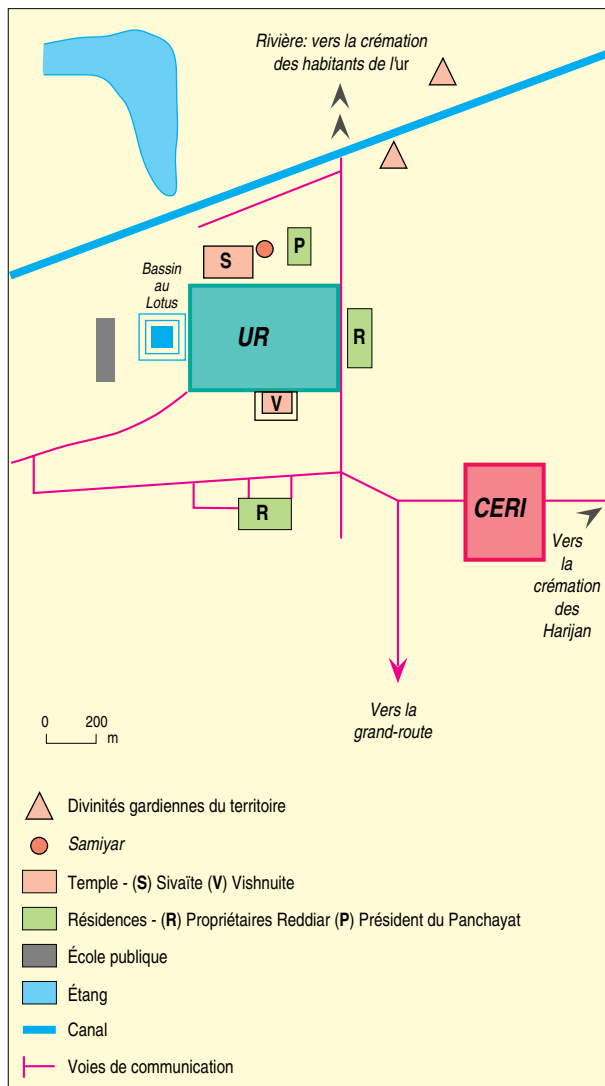 Rivière: vers la crémation
des habitants de l'ur
S
P
Bassin
au
Lotus
UR
R
V
R
CERI
Vers
la
crémation
des
Harijan
0 200
m
Vers la
grand-route
Divinités gardiennes du territoire
Samiyar
Temple - (S) Sivaïte (V) Vishnuite
Résidences - (R) Propriétaires Reddiar (P) Président du Panchayat
École publique
Étang
Canal
Voies de communication